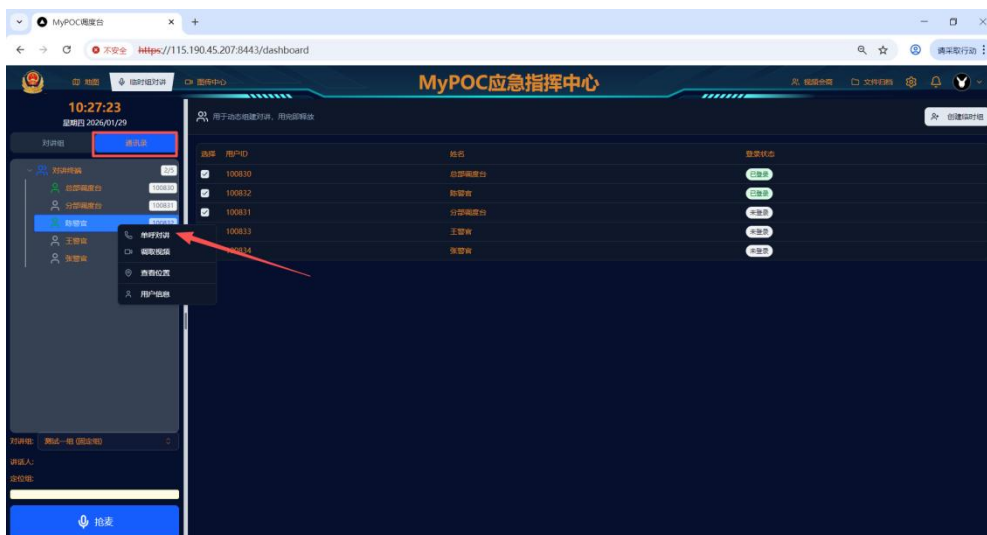 MyPOC调度台
不安全 https://115.190.45.207:8443/dashboard
请采取行动
地图 临时组对讲 图传中心 MyPOC应急指挥中心 视频分屏 文件归档
10:27:23
星期四 2026/01/29
用于动态组建对讲，用完即释放 创建临时组
对讲组 通讯录
选择 用户ID 姓名 登录状态
对讲终端 2/5
总部调度台 100830
分部调度台 100831
陈警官 100832
王警官
张警官
100830 总部调度台 已登录
100832 陈警官 已登录
100831 分部调度台 未登录
100833 王警官 未登录
100834 张警官 未登录
单呼对讲
调取视频
查看位置
用户信息
对讲组: 测试一组 (固定组)
讲话人:
定位组:
抢麦